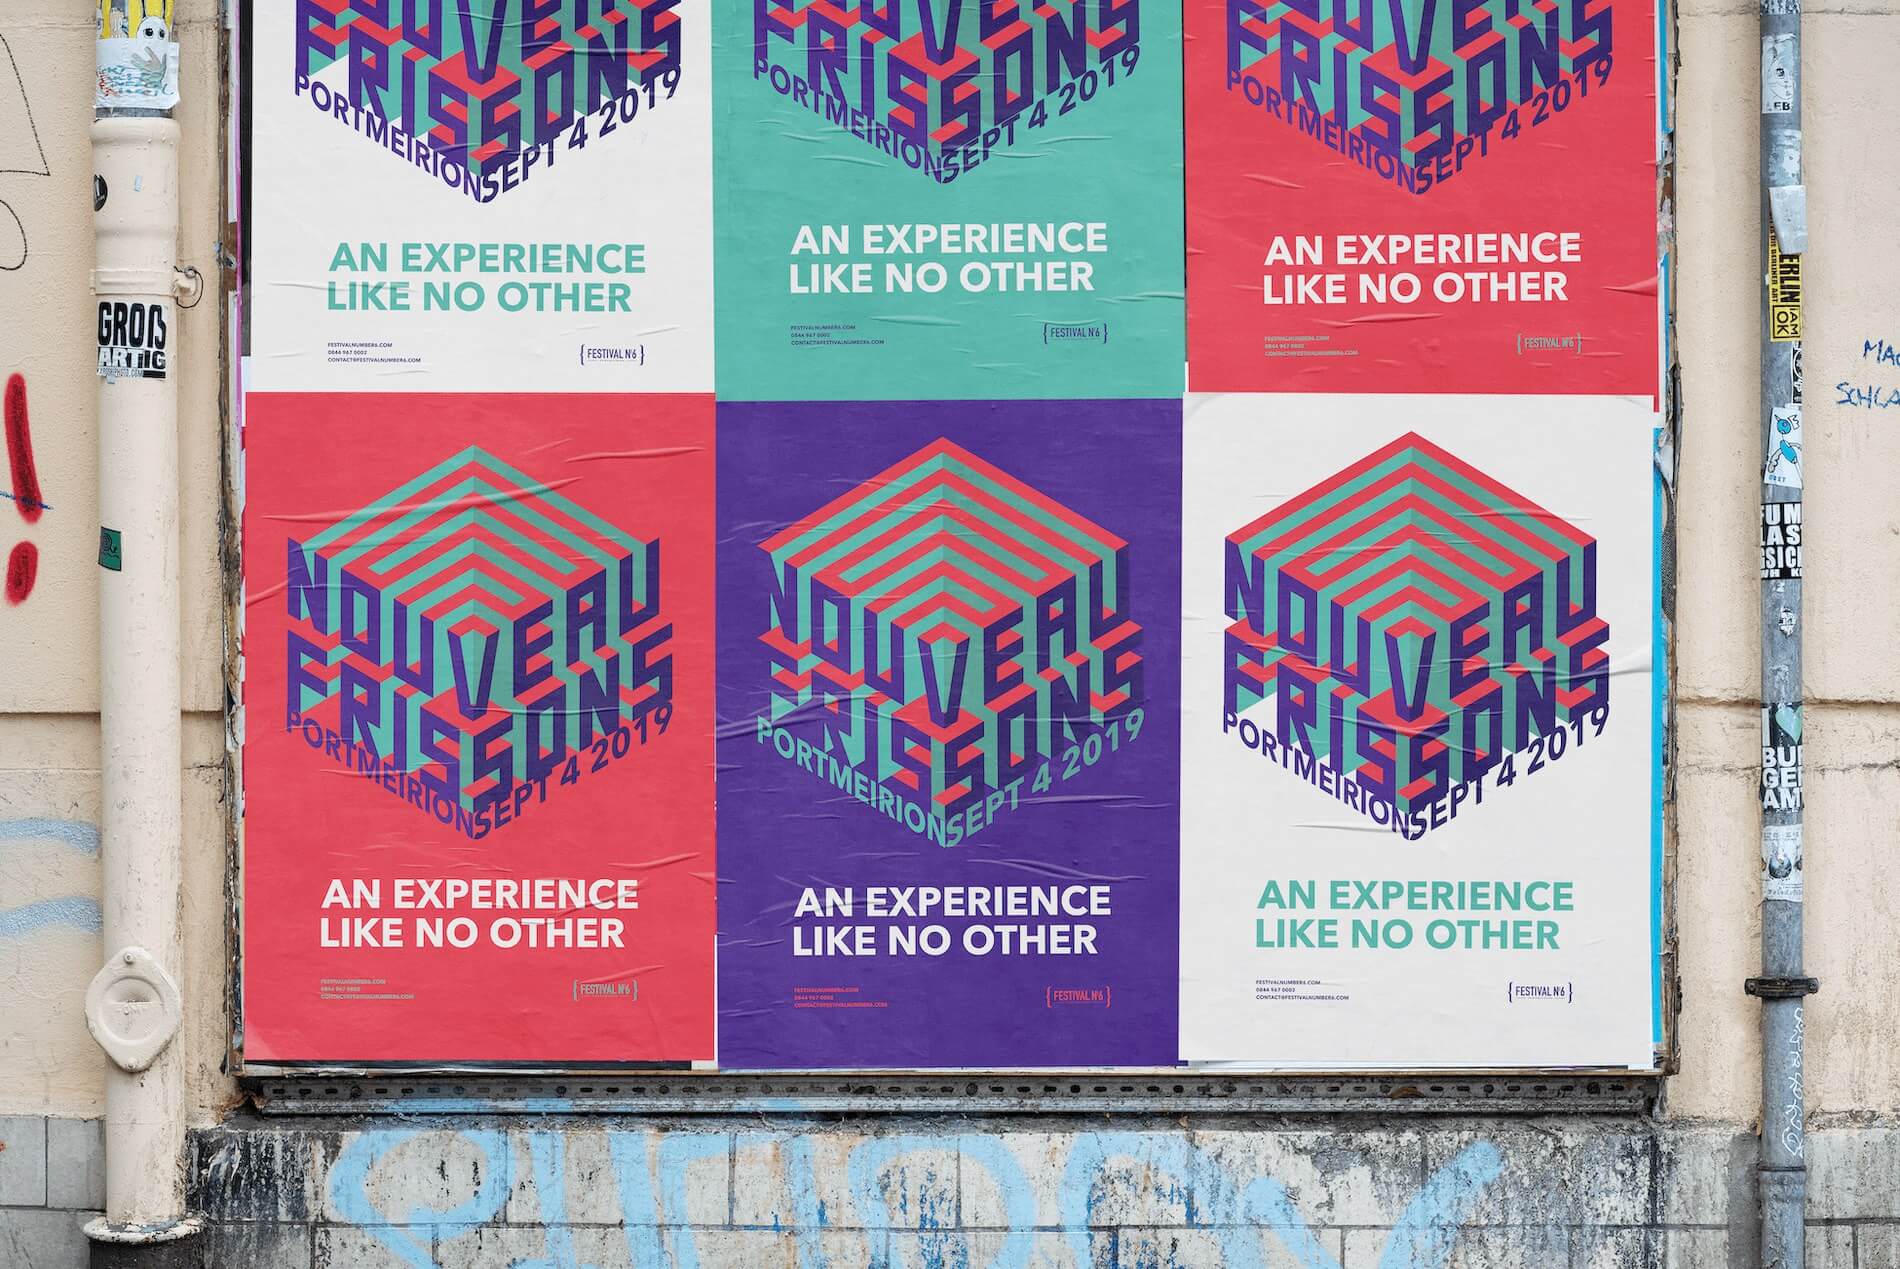 NOUVEAU
FRISSONS
PORTMEIRION SEPT 4 2019
AN EXPERIENCE
LIKE NO OTHER
FESTIVALNUMBER6.COM
0844 967 0002
CONTACT@FESTIVALNUMBER6.COM
{FESTIVAL Nº6}
NOUVEAU
FRISSONS
PORTMEIRION SEPT 4 2019
AN EXPERIENCE
LIKE NO OTHER
FESTIVALNUMBER6.COM
0844 967 0002
CONTACT@FESTIVALNUMBER6.COM
{FESTIVAL Nº6}
NOUVEAU
FRISSONS
PORTMEIRION SEPT 4 2019
AN EXPERIENCE
LIKE NO OTHER
FESTIVALNUMBER6.COM
0844 967 0002
CONTACT@FESTIVALNUMBER6.COM
{FESTIVAL Nº6}
NOUVEAU
FRISSONS
PORTMEIRION SEPT 4 2019
AN EXPERIENCE
LIKE NO OTHER
FESTIVALNUMBER6.COM
0844 967 0002
CONTACT@FESTIVALNUMBER6.COM
{FESTIVAL Nº6}
NOUVEAU
FRISSONS
PORTMEIRION SEPT 4 2019
AN EXPERIENCE
LIKE NO OTHER
FESTIVALNUMBER6.COM
0844 967 0002
CONTACT@FESTIVALNUMBER6.COM
{FESTIVAL Nº6}
NOUVEAU
FRISSONS
PORTMEIRION SEPT 4 2019
AN EXPERIENCE
LIKE NO OTHER
FESTIVALNUMBER6.COM
0844 967 0002
CONTACT@FESTIVALNUMBER6.COM
{FESTIVAL Nº6}
ARTIG
F.B
ERLIN
IAM
OK
MA
SCHLA
FUM
LAS
SSIC
BU
GE
AM